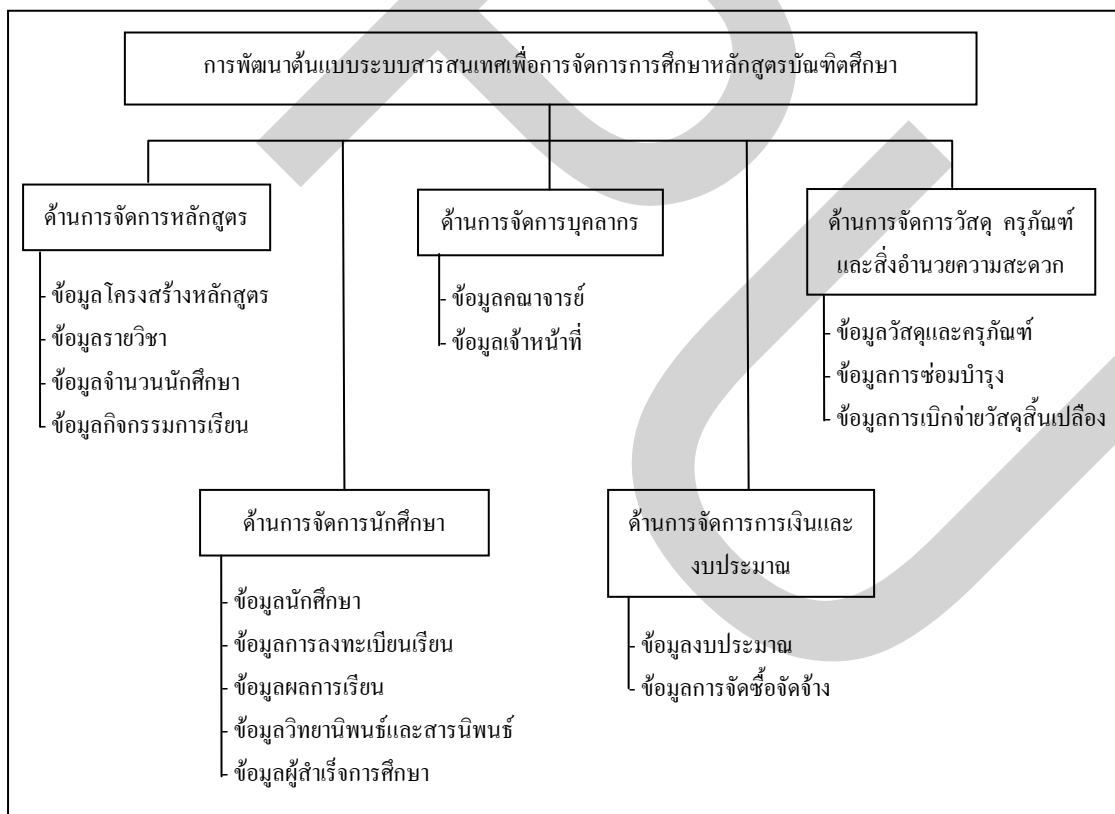 การพัฒนาต้นแบบระบบสารสนเทศเพื่อการจัดการการศึกษาหลักสูตรบัณฑิตศึกษา
ด้านการจัดการหลักสูตร
- ข้อมูลโครงสร้างหลักสูตร
- ข้อมูลรายวิชา
- ข้อมูลจำนวนนักศึกษา
- ข้อมูลกิจกรรมการเรียน
ด้านการจัดการบุคลากร
- ข้อมูลคณาจารย์
- ข้อมูลเจ้าหน้าที่
ด้านการจัดการวัสดุ ครุภัณฑ์
และสิ่งอำนวยความสะดวก
- ข้อมูลวัสดุและครุภัณฑ์
- ข้อมูลการซ่อมบำรุง
- ข้อมูลการเบิกจ่ายวัสดุสิ้นเปลือง
ด้านการจัดการนักศึกษา
- ข้อมูลนักศึกษา
- ข้อมูลการลงทะเบียนเรียน
- ข้อมูลผลการเรียน
- ข้อมูลวิทยานิพนธ์และสารนิพนธ์
- ข้อมูลผู้สำเร็จการศึกษา
ด้านการจัดการการเงินและ
งบประมาณ
- ข้อมูลงบประมาณ
- ข้อมูลการจัดซื้อจัดจ้าง